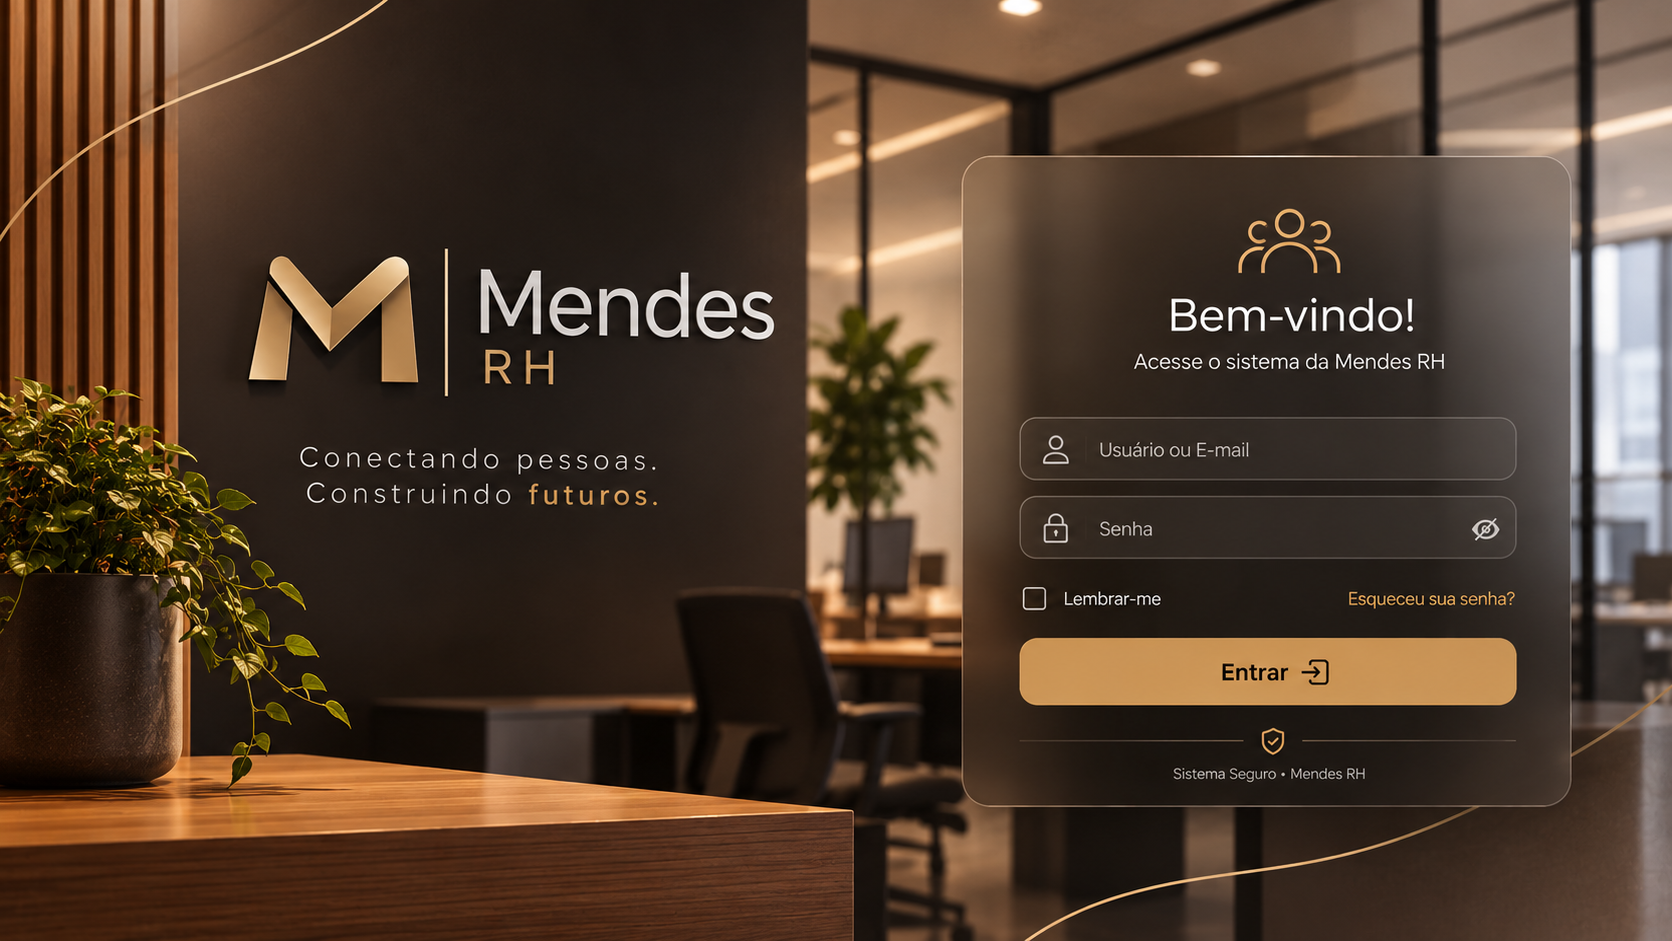 Mendes
RH
Conectando pessoas.
Construindo futuros.
Bem-vindo!
Acesse o sistema da Mendes RH
Usuário ou E-mail
Senha
Lembrar-me
Esqueceu sua senha?
Entrar
Sistema Seguro • Mendes RH